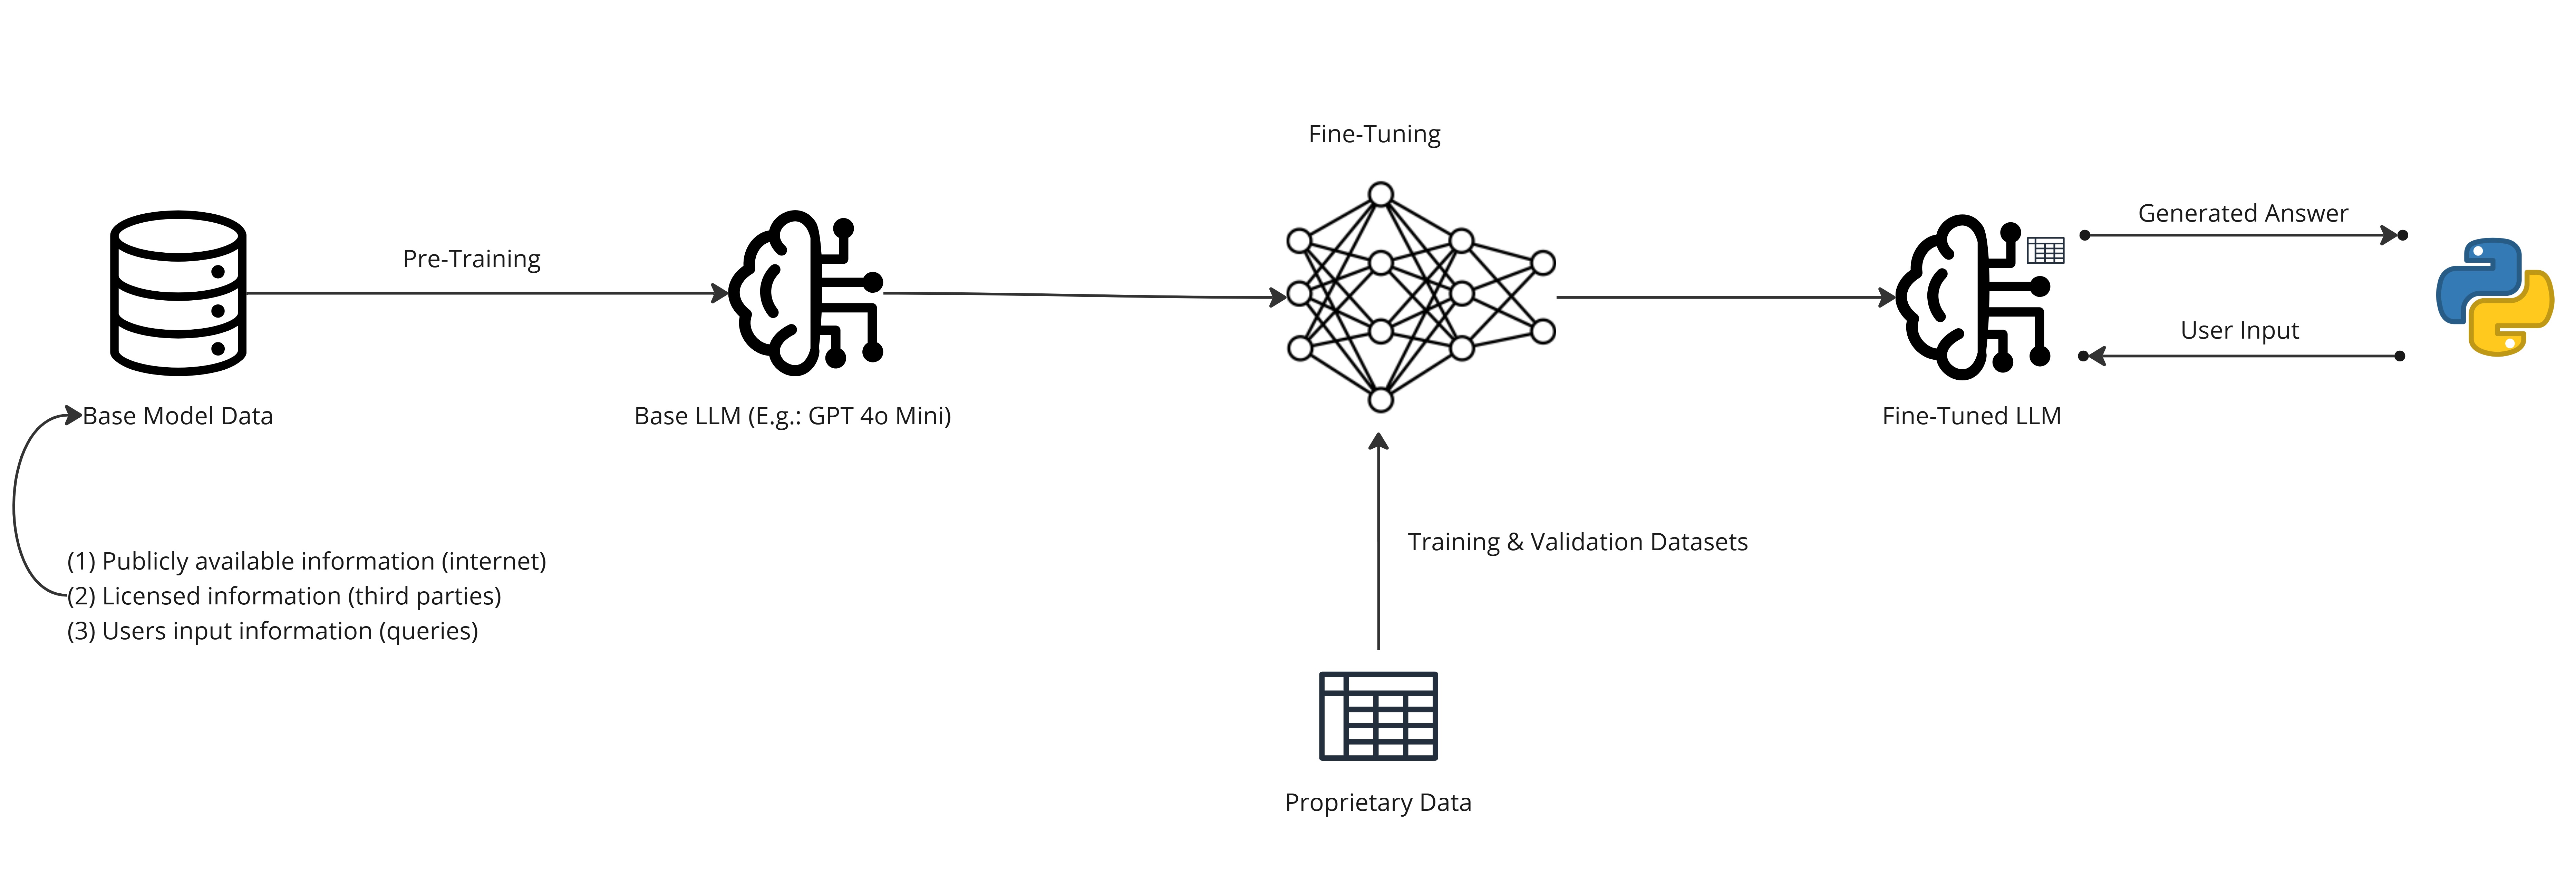 Fine-Tuning
Generated Answer
Pre-Training
User Input
Base Model Data
Base LLM (E.g.: GPT 4o Mini)
Fine-Tuned LLM
Training & Validation Datasets
(1) Publicly available information (internet)
(2) Licensed information (third parties)
(3) Users input information (queries)
Proprietary Data